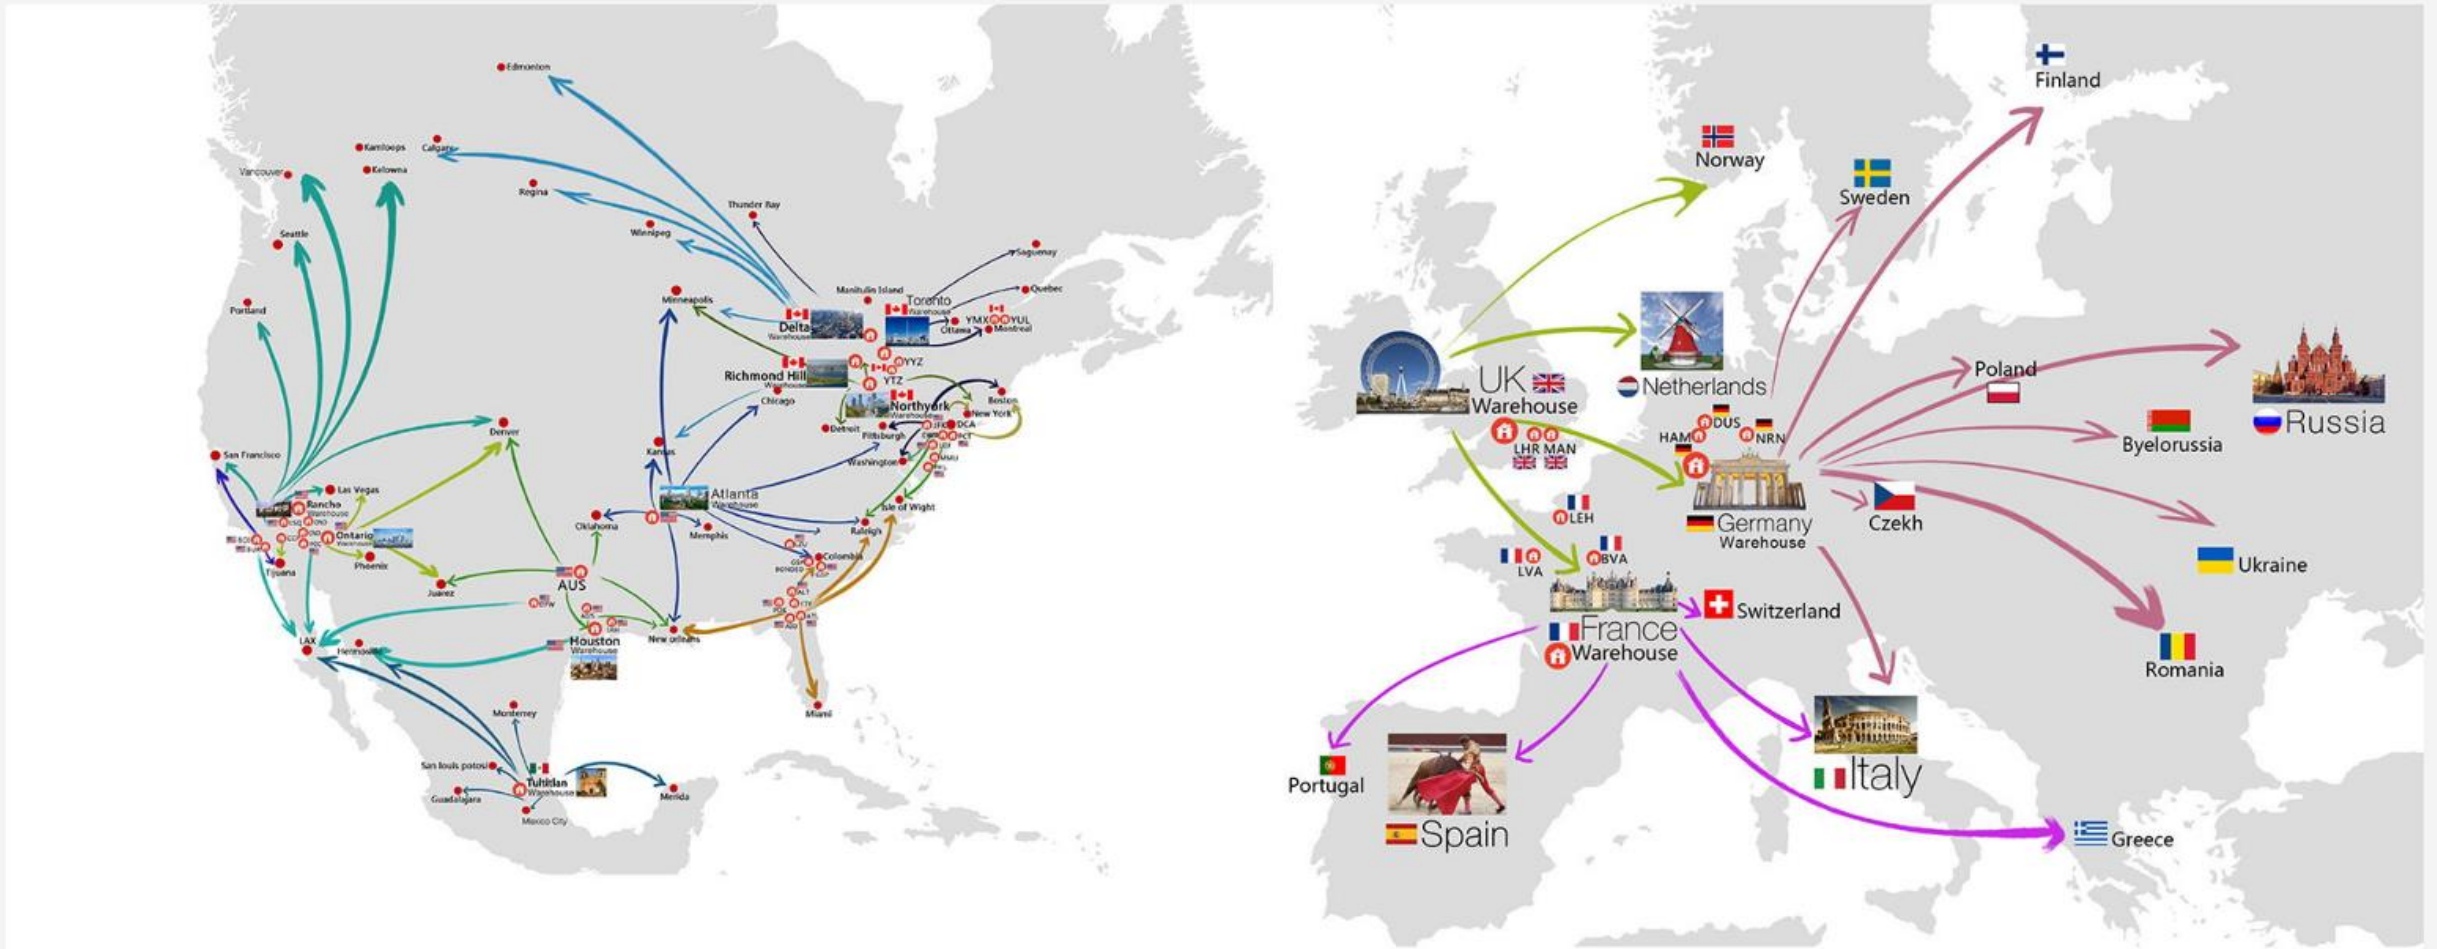 Edmonton
Kamloops
Calgary
Kelowna
Vancouver
Regina
Thunder Bay
Winnipeg
Seattle
Saguenay
Portland
Minneapolis
Manitulin Island
Toronto
Warehouse
Quebec
YMX
YUL
Ottawa
Montreal
Delta
Warehouse
YYZ
Richmond Hill
Warehouse
YTZ
Chicago
Northyork
Warehouse
Boston
New York
Detroit
Pittsburgh
DCA
Denver
Kansas
Washington
San Francisco
Las Vegas
Rancho
Warehouse
Atlanta
Warehouse
Isle of Wight
Oklahoma
Memphis
Raleigh
Ontario
Warehouse
Phoenix
Tijuana
Colombia
Juarez
AUS
LAX
Hermosillo
Houston
Warehouse
New orleans
Monterrey
Miami
San louis potosi
Tultitlan
Warehouse
Guadalajara
Merida
Mexico City
Finland
Norway
Sweden
UK
Warehouse
Netherlands
Poland
Russia
Byelorussia
DUS
HAM
NRN
LHR MAN
LEH
Germany
Warehouse
Czekh
LVA
BVA
Ukraine
Switzerland
France
Warehouse
Romania
Portugal
Italy
Spain
Greece